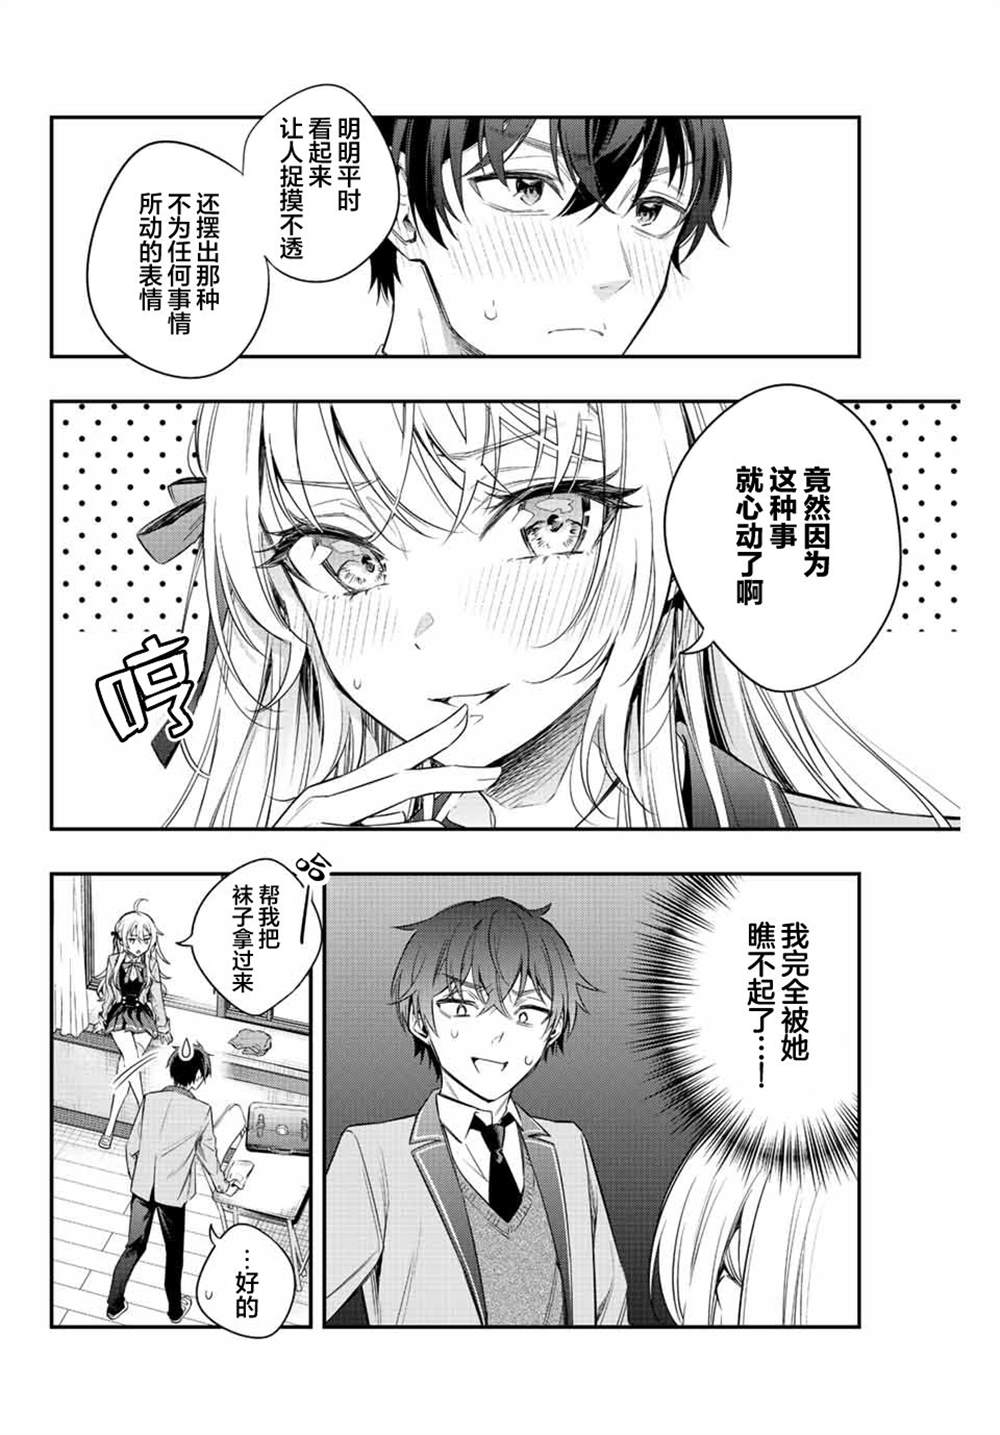 明明平时
看起来
让人捉摸不透
还摆出那种
不为任何事情
所动的表情
竟然因为
这种事
就心动了啊
哼
我完全被她
瞧不起了…！
哈
帮我把
袜子拿过来
…好的